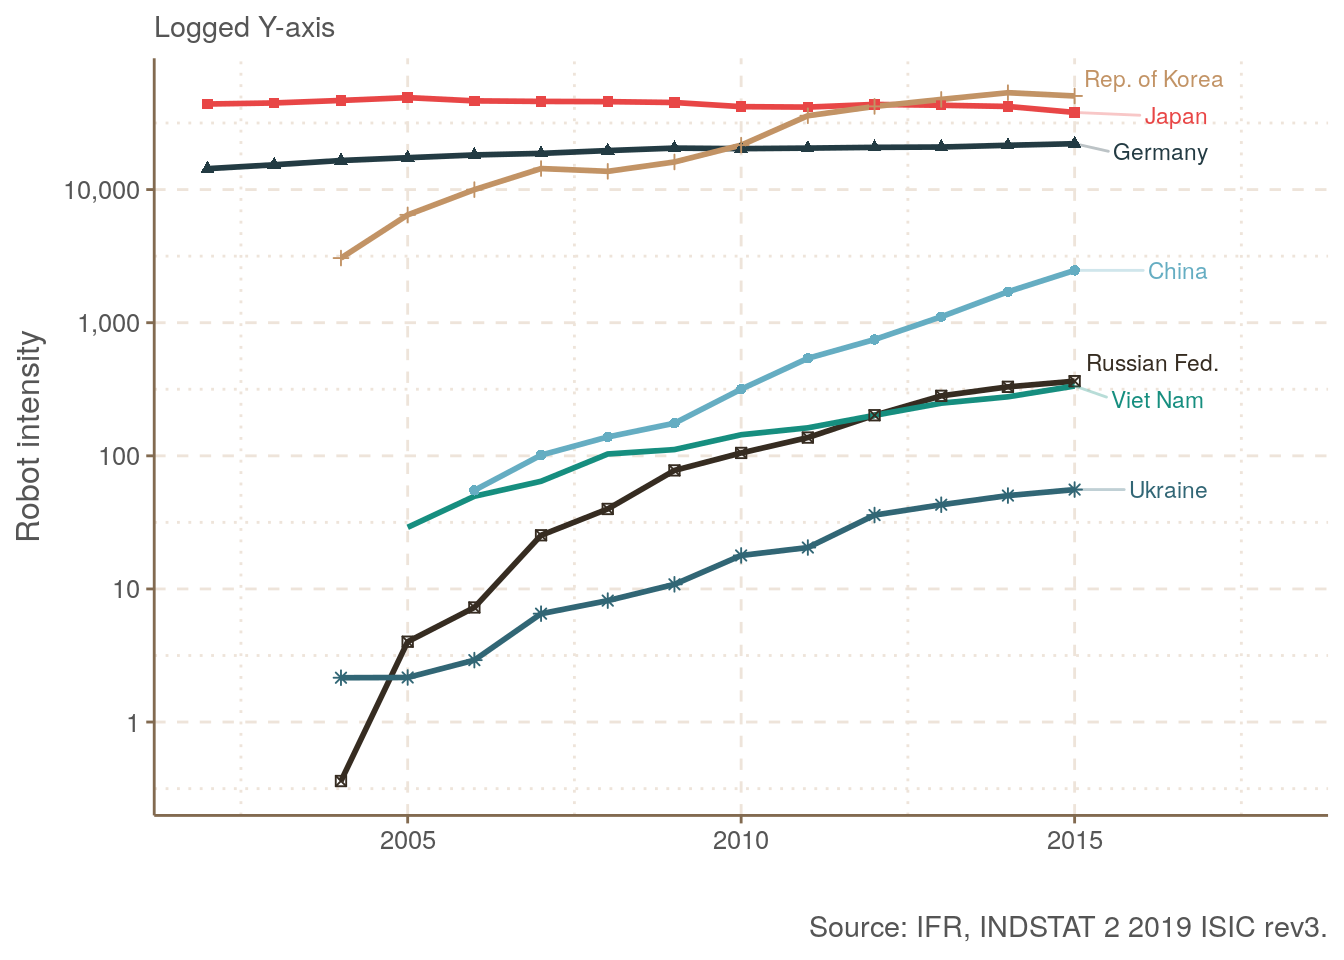 Logged Y-axis
Rep. of Korea
Japan
Germany
10,000
China
1,000
Russian Fed.
Viet Nam
100
Ukraine
10
1
Robot intensity
2005 2010 2015
Source: IFR, INDSTAT 2 2019 ISIC rev3.